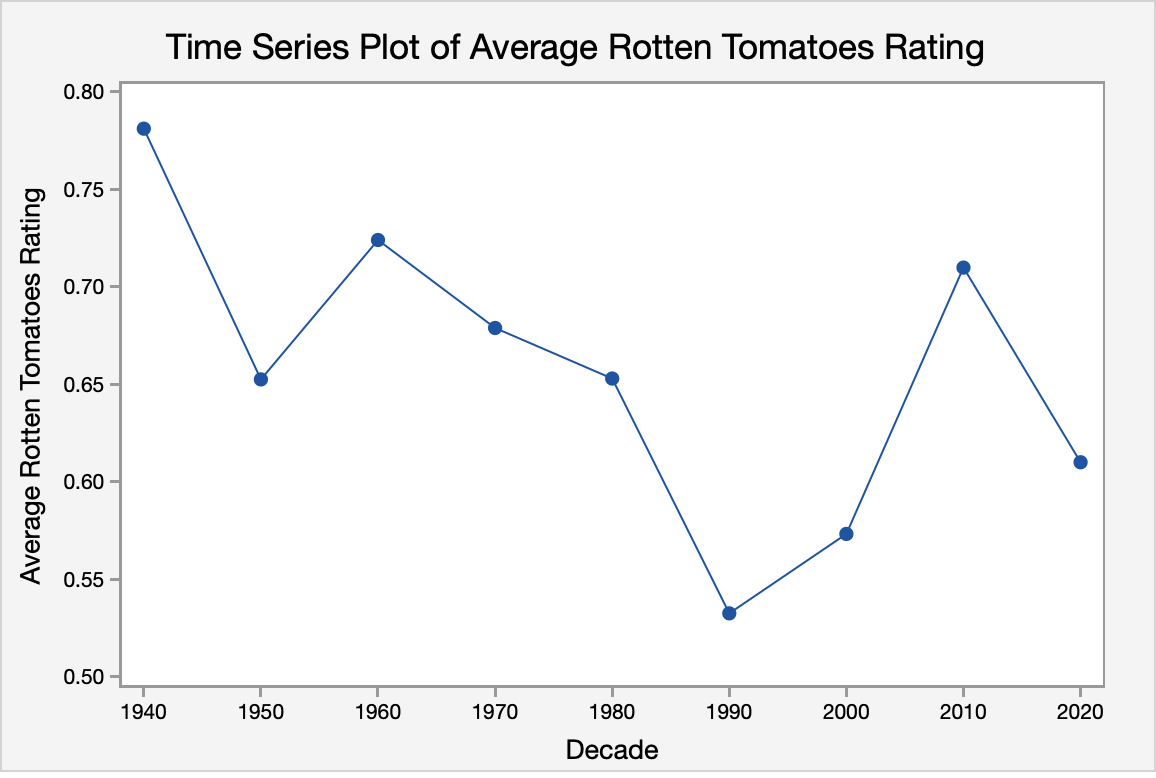 Time Series Plot of Average Rotten Tomatoes Rating
Average Rotten Tomatoes Rating
0.80
0.75
0.70
0.65
0.60
0.55
0.50
1940 1950 1960 1970 1980 1990 2000 2010 2020
Decade